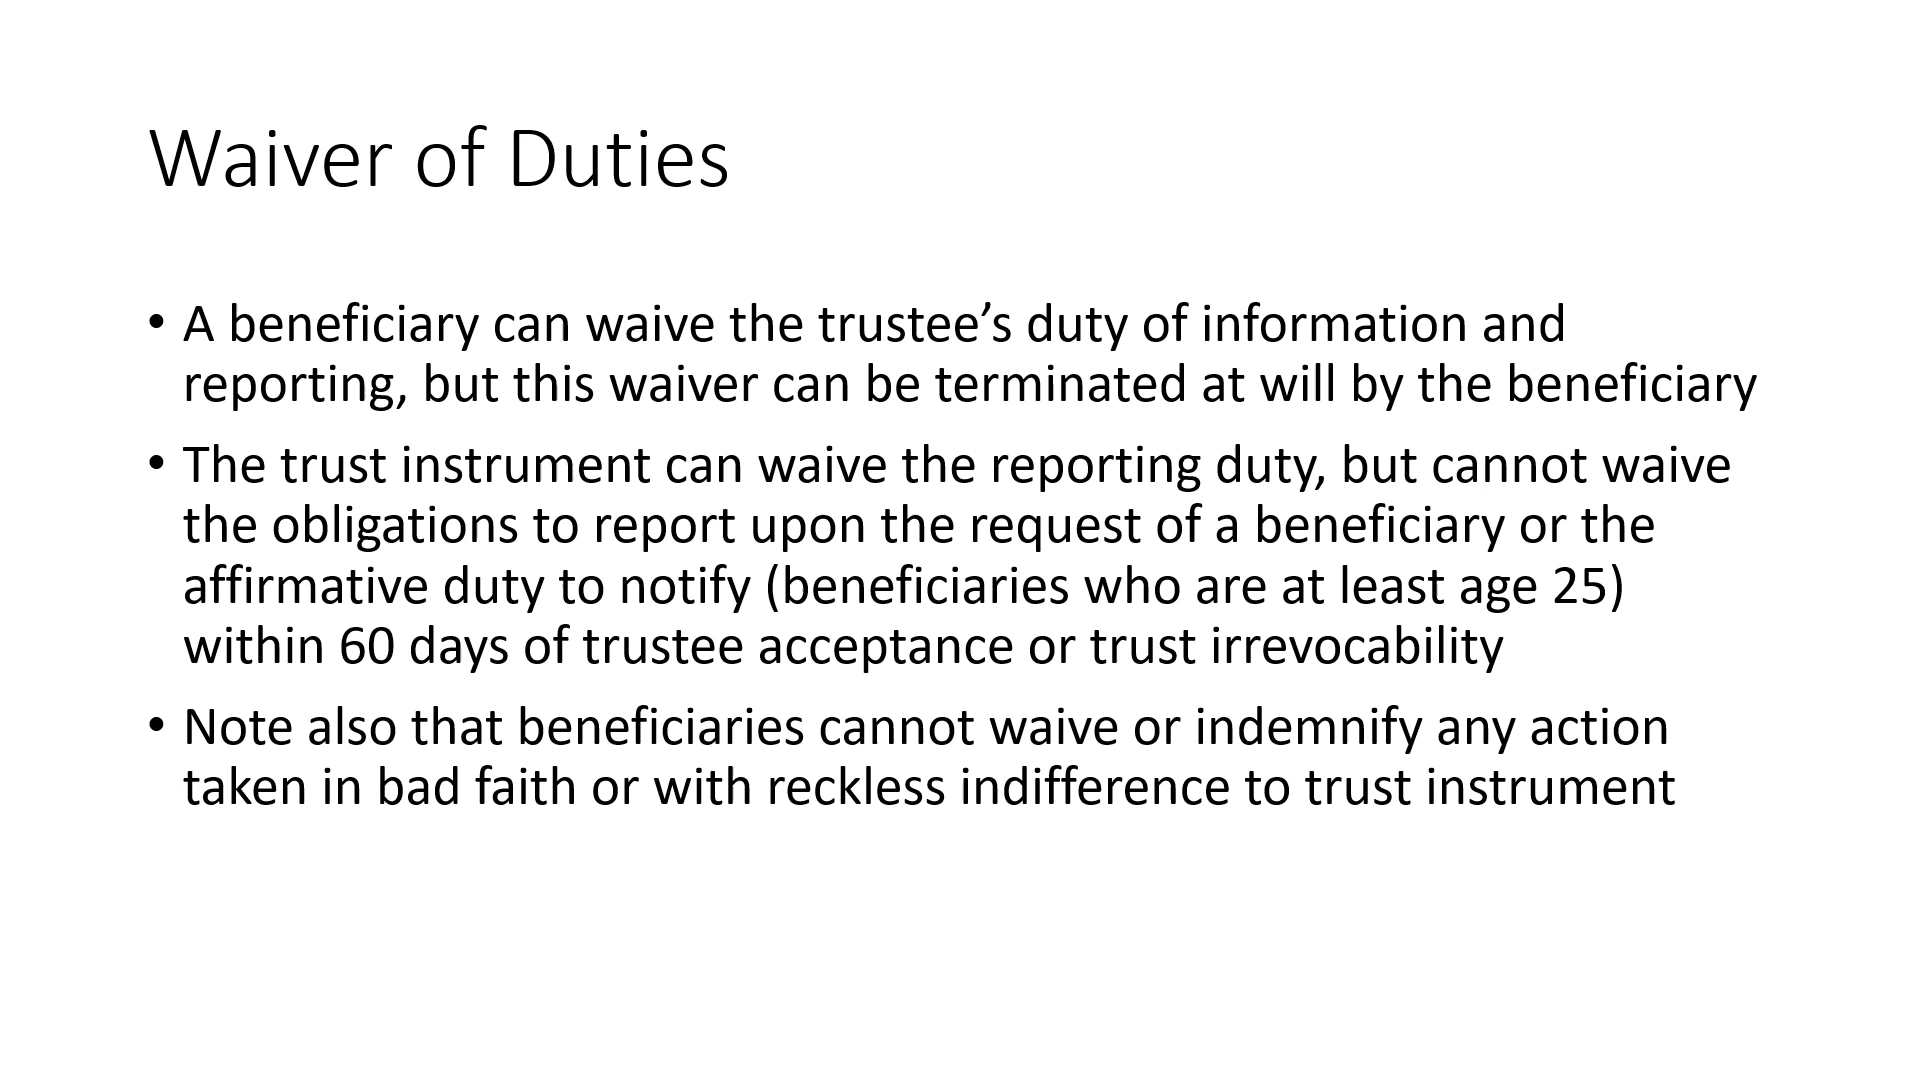 Waiver of Duties
• A beneficiary can waive the trustee’s duty of information and
reporting, but this waiver can be terminated at will by the beneficiary
• The trust instrument can waive the reporting duty, but cannot waive
the obligations to report upon the request of a beneficiary or the
affirmative duty to notify (beneficiaries who are at least age 25)
within 60 days of trustee acceptance or trust irrevocability
• Note also that beneficiaries cannot waive or indemnify any action
taken in bad faith or with reckless indifference to trust instrument